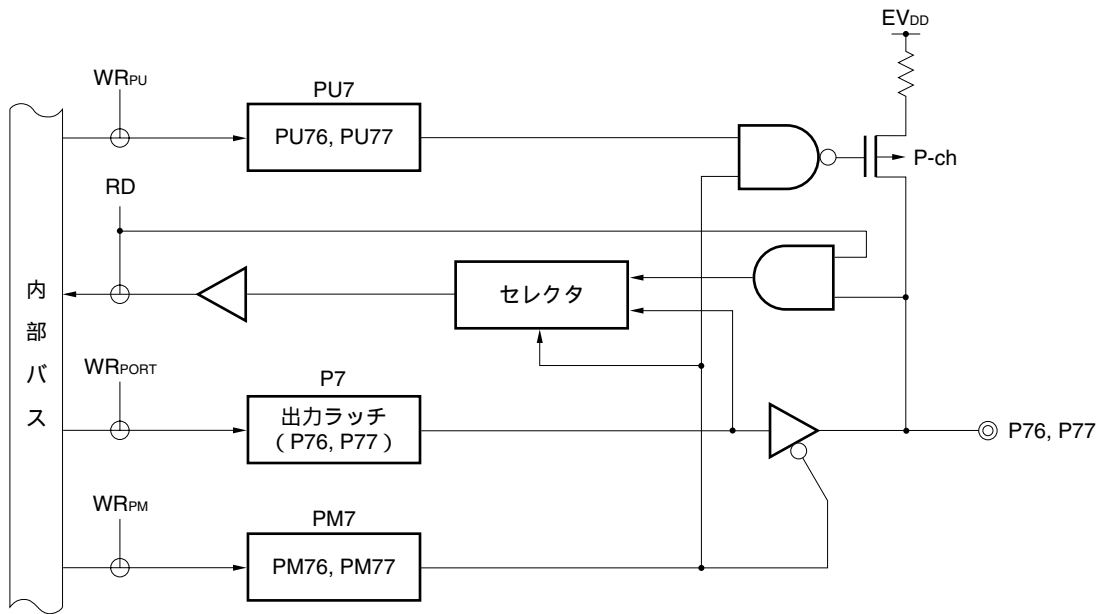 EVDD
WRPU
PU7
PU76, PU77
P-ch
RD
セレクタ
内部バス
WRPORT
P7
出力ラッチ
（P76, P77）
P76, P77
WRPM
PM7
PM76, PM77